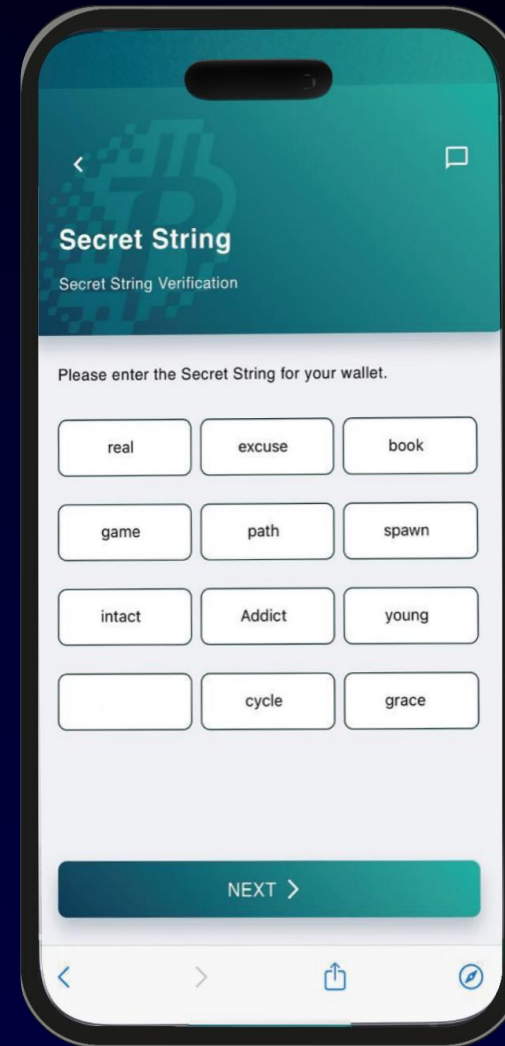 Secret String
Secret String Verification
Please enter the Secret String for your wallet.
real excuse book
game path spawn
intact Addict young
cycle grace
NEXT